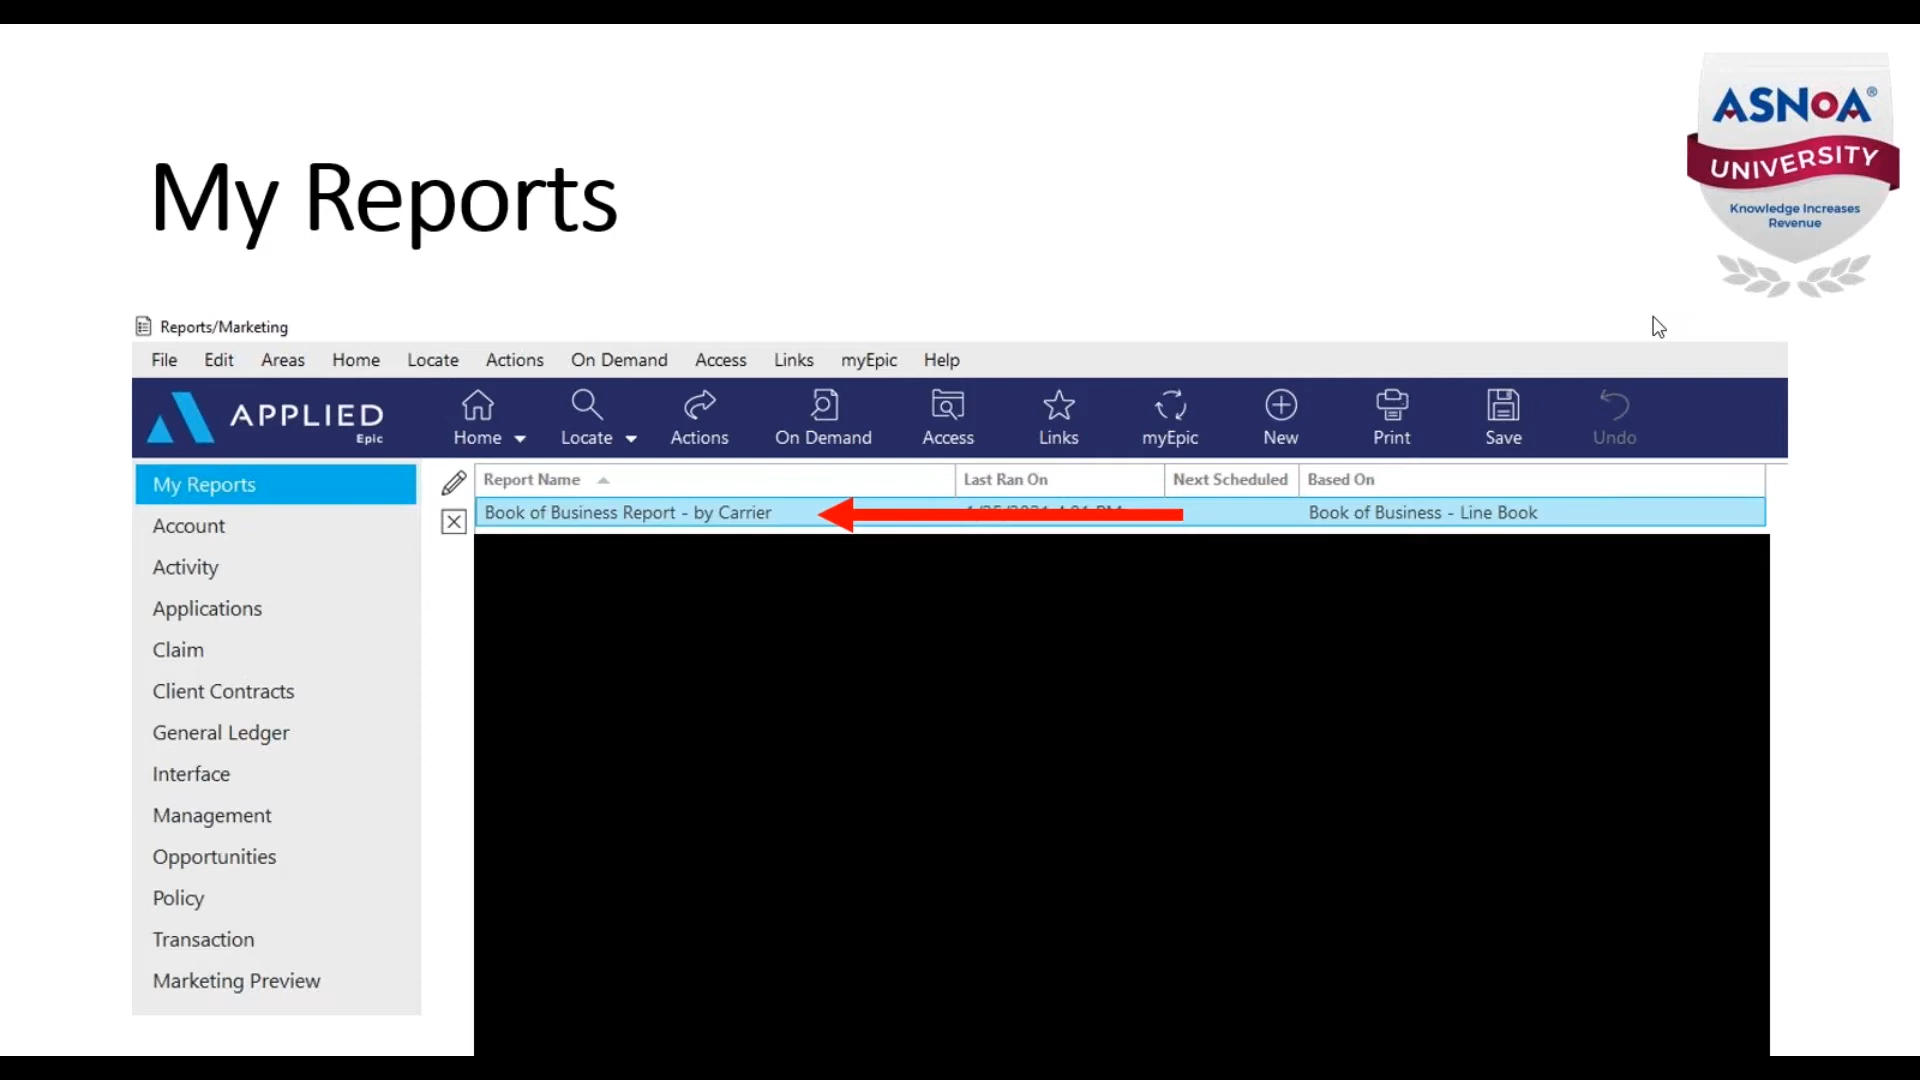 ASNOA®
UNIVERSITY
Knowledge Increases
Revenue
My Reports
Reports/Marketing
File Edit Areas Home Locate Actions On Demand Access Links myEpic Help
APPLIED
Epic
Home Locate Actions On Demand Access Links myEpic New Print Save Undo
My Reports
Account
Activity
Applications
Claim
Client Contracts
General Ledger
Interface
Management
Opportunities
Policy
Transaction
Marketing Preview
Report Name Last Ran On Next Scheduled Based On
Book of Business Report - by Carrier Book of Business - Line Book